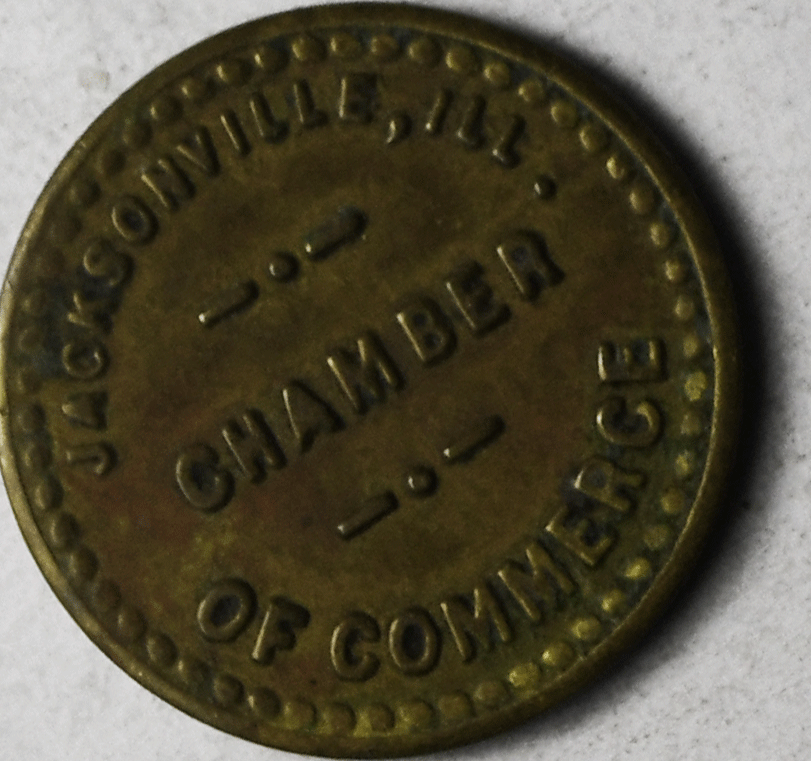 JACKSONVILLE, ILL.
CHAMBER
OF COMMERCE